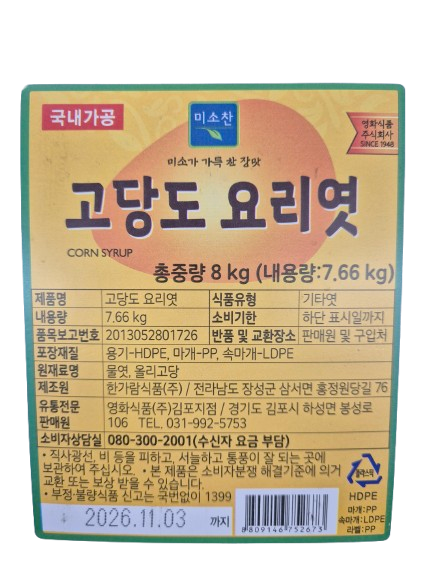 국내가공
미소찬
영화식품
주식회사
SINCE 1948
미소가 가득 찬 장맛
고당도 요리엿
CORN SYRUP
총중량 8 kg (내용량:7.66 kg)
제품명 고당도 요리엿 식품유형 기타엿
내용량 7.66 kg 소비기한 하단 표시일까지
품목보고번호 2013052801726 반품 및 교환장소 판매원 및 구입처
포장재질 용기-HDPE, 마개-PP, 속마개-LDPE
원재료명 물엿, 올리고당
제조원 한가람식품(주) / 전라남도 장성군 삼서면 홍정원당길 76
유통전문 영화식품(주)김포지점 / 경기도 김포시 하성면 봉성로
판매원 106 TEL. 031-992-5753
소비자상담실 080-300-2001(수신자 요금 부담)
• 직사광선, 비 등을 피하고, 서늘하고 통풍이 잘 되는 곳에
보관하여 주십시오. • 본 제품은 소비자분쟁 해결기준에 의거
교환 또는 보상 받을 수 있습니다.
• 부정·불량식품 신고는 국번없이 1399
2026.11.03 까지
8809146752673
플라스틱
HDPE
마개:PP
속마개:LDPE
라벨:PP